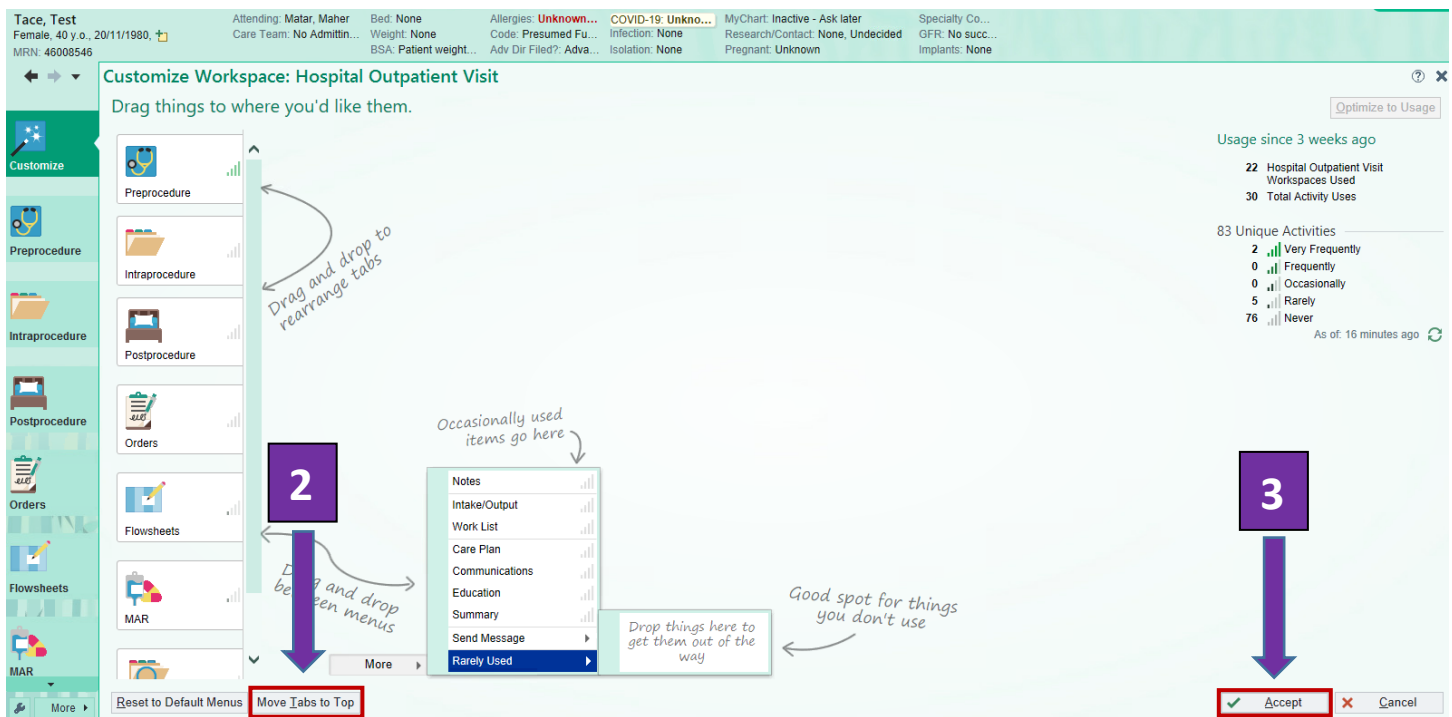 Tace, Test
Female, 40 y.o., 20/11/1980,
MRN: 46008546
Attending: Matar, Maher
Care Team: No Admittin...
Bed: None
Weight: None
BSA: Patient weight...
Allergies: Unknown...
Code: Presumed Fu...
Adv Dir Filed?: Adva...
COVID-19: Unkno...
Infection: None
Isolation: None
MyChart: Inactive - Ask later
Research/Contact: None, Undecided
Pregnant: Unknown
Specialty Co...
GFR: No succ...
Implants: None
Customize Workspace: Hospital Outpatient Visit
Drag things to where you'd like them.
Optimize to Usage
Customize
Preprocedure
Intraprocedure
Postprocedure
Orders
Flowsheets
MAR
More
Preprocedure
Intraprocedure
Postprocedure
Orders
Flowsheets
MAR
Drag and drop to
rearrange tabs
Occasionally used
items go here
2
Drag and drop
between menus
Notes
Intake/Output
Work List
Care Plan
Communications
Education
Summary
Send Message
Rarely Used
More
Drop things here to
get them out of the
way
Good spot for things
you don't use
Usage since 3 weeks ago
22 Hospital Outpatient Visit
Workspaces Used
30 Total Activity Uses
83 Unique Activities
2 Very Frequently
0 Frequently
0 Occasionally
5 Rarely
76 Never
As of: 16 minutes ago
3
Reset to Default Menus
Move Tabs to Top
Accept
Cancel